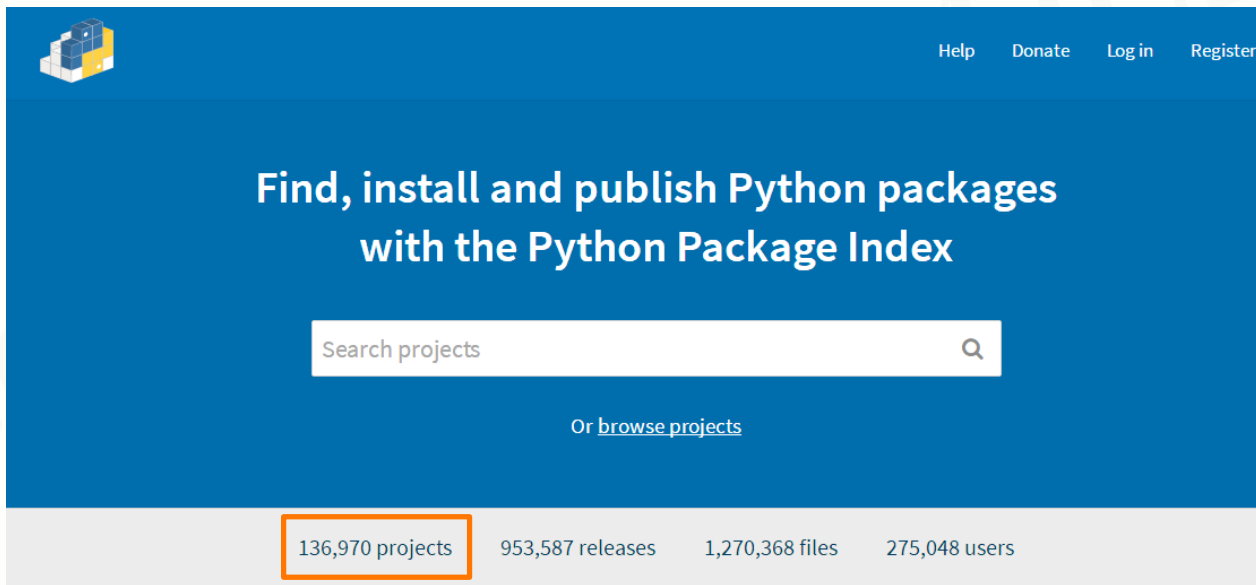 Help Donate Log in Register
Find, install and publish Python packages
with the Python Package Index
Search projects
Or browse projects
136,970 projects 953,587 releases 1,270,368 files 275,048 users